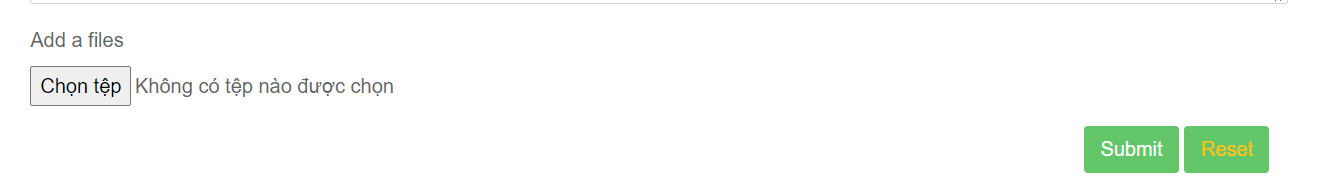 Add a files
Chọn tệp Không có tệp nào được chọn
Submit Reset